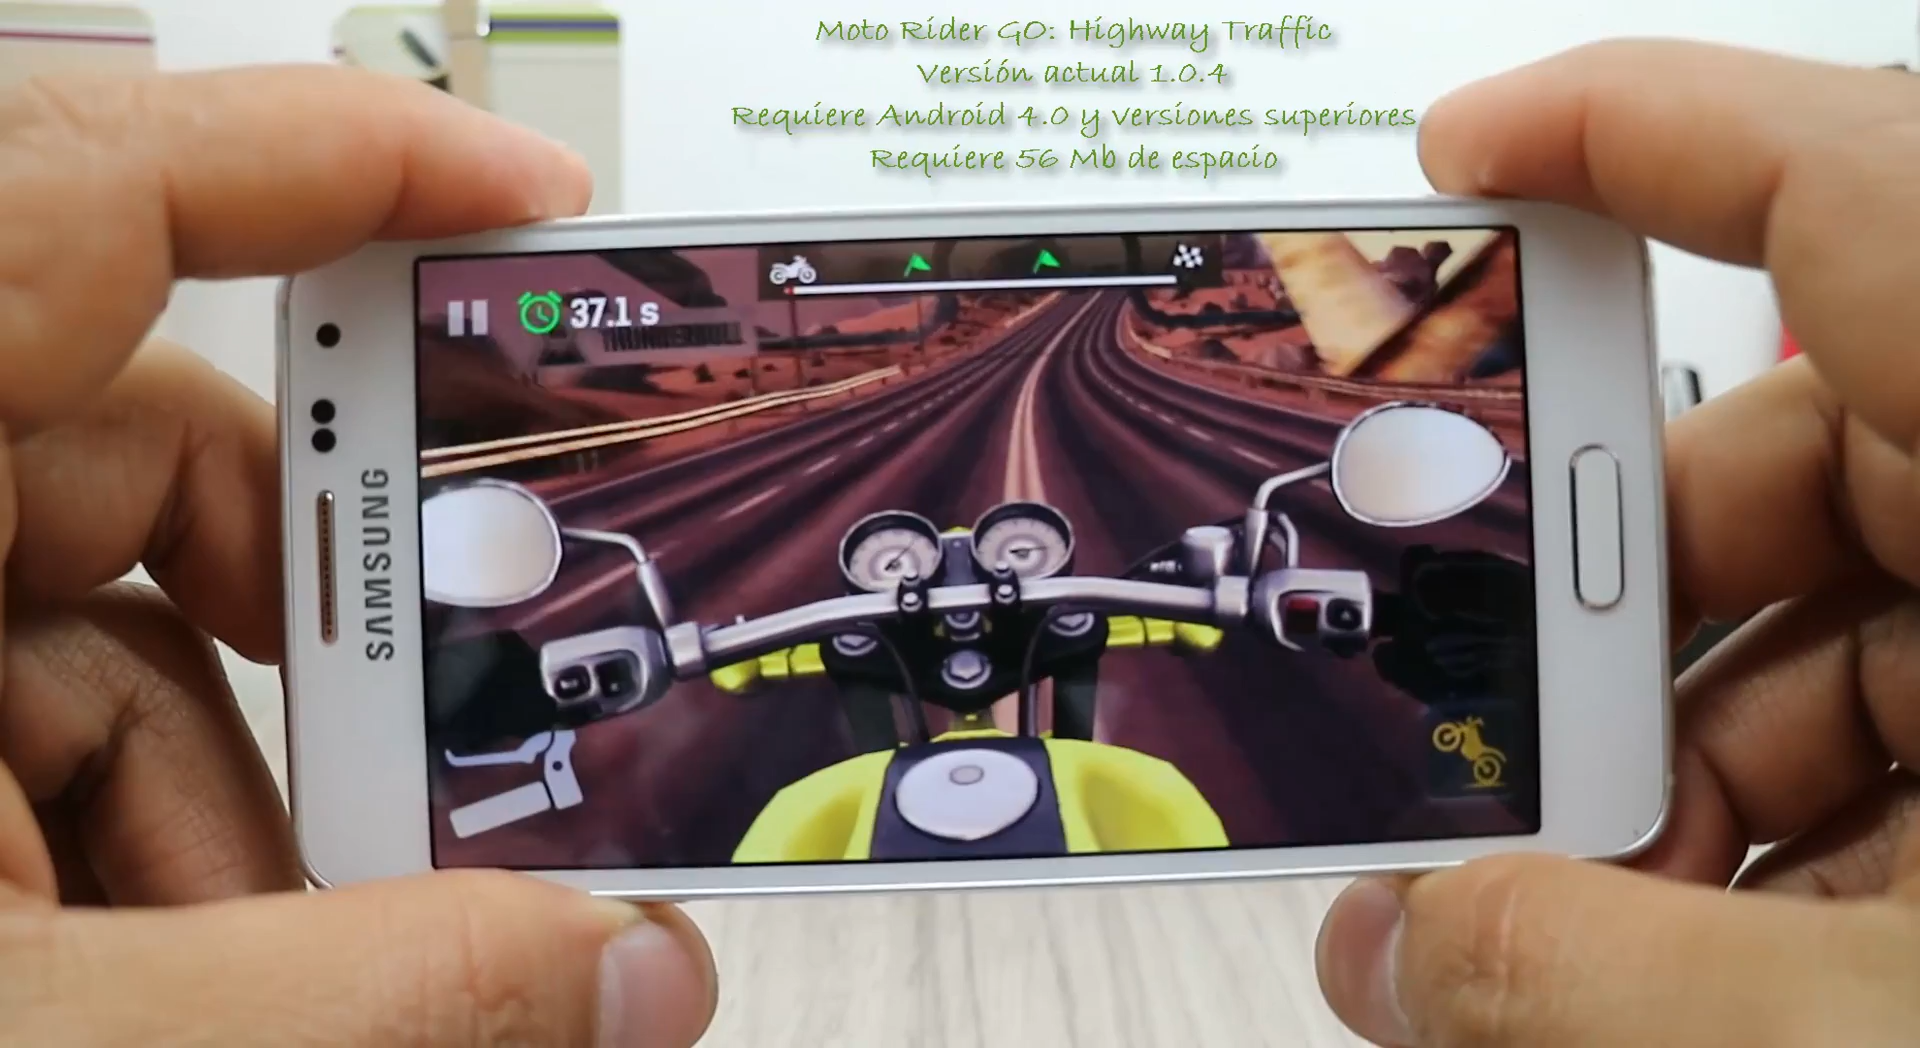 Moto Rider GO: Highway Traffic
Versión actual 1.0.4
Requiere Android 4.0 y versiones superiores
Requiere 56 Mb de espacio
37.1 s
SAMSUNG